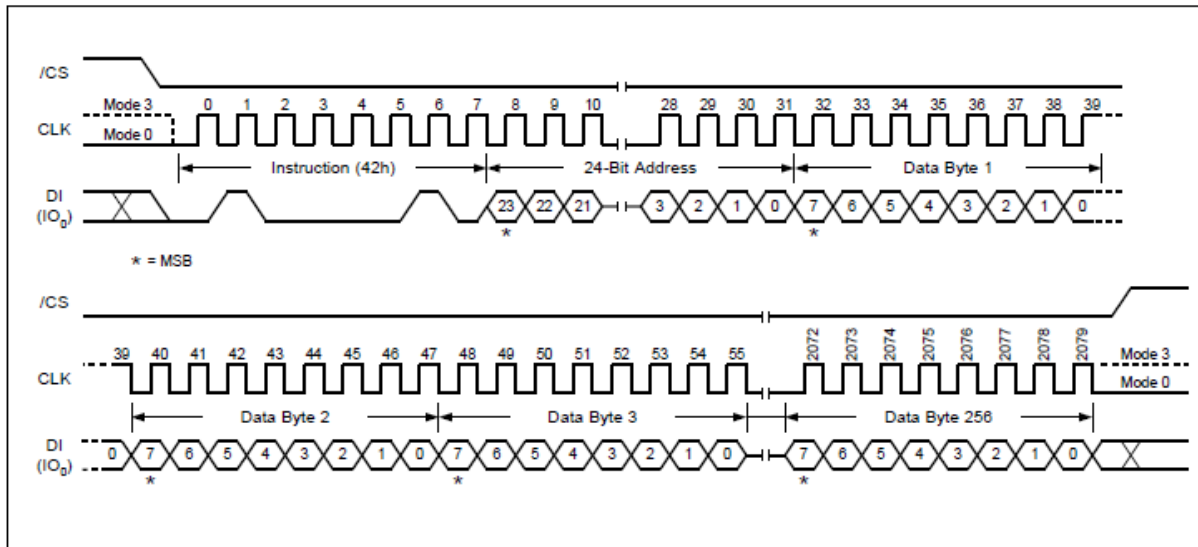 /CS
Mode 3 0 1 2 3 4 5 6 7 8 9 10 28 29 30 31 32 33 34 35 36 37 38 39
CLK Mode 0
Instruction (42h) 24-Bit Address Data Byte 1
DI
(IO0) 23 22 21 3 2 1 0 7 6 5 4 3 2 1 0
* *
* = MSB
/CS
39 40 41 42 43 44 45 46 47 48 49 50 51 52 53 54 55 2072 2073 2074 2075 2076 2077 2078 2079 Mode 3
CLK Mode 0
Data Byte 2 Data Byte 3 Data Byte 256
DI
(IO0) 0 7 6 5 4 3 2 1 0 7 6 5 4 3 2 1 0 7 6 5 4 3 2 1 0
* * *